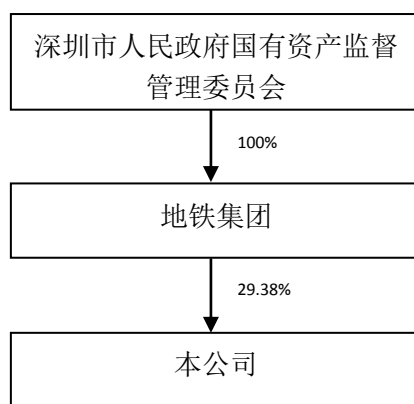 深圳市人民政府国有资产监督
管理委员会
100%
地铁集团
29.38%
本公司